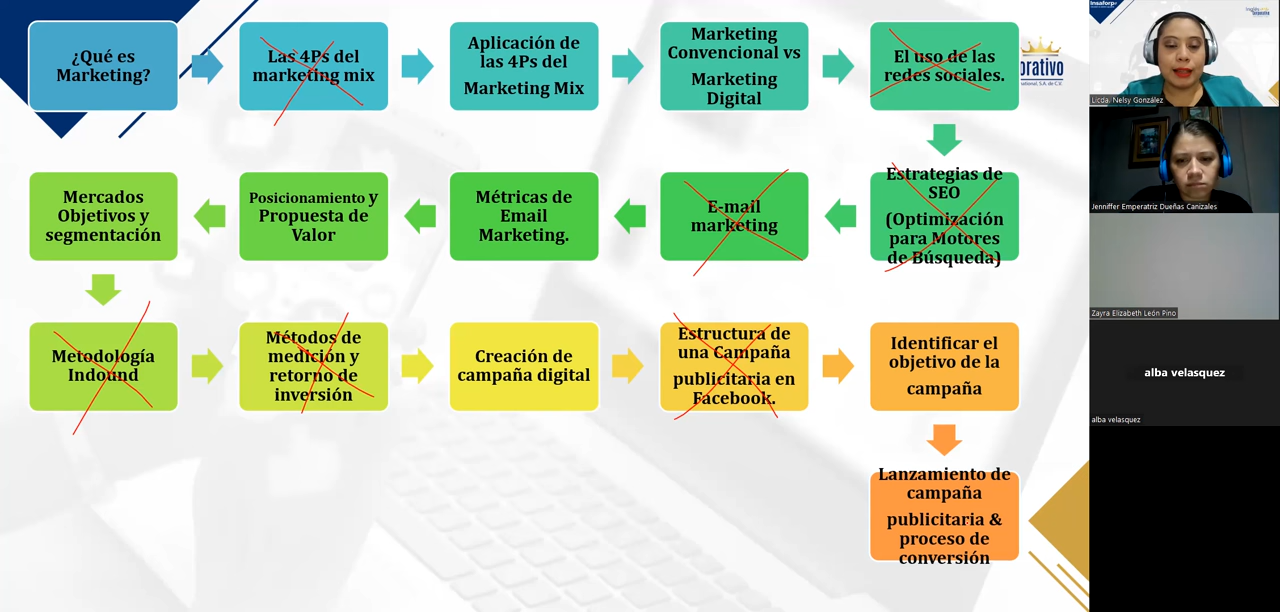 ¿Qué es
Marketing?
Las 4Ps del
marketing mix
Aplicación de
las 4Ps del
Marketing Mix
Marketing
Convencional vs
Marketing
Digital
El uso de las
redes sociales.
orativo
Estrategias de
SEO
(Optimización
para Motores
de Búsqueda)
E-mail
marketing
Métricas de
Email
Marketing.
Posicionamiento y
Propuesta de
Valor
Mercados
Objetivos y
segmentación
Metodología
Indound
Métodos de
medición y
retorno de
inversión
Creación de
campaña digital
Estructura de
una Campaña
publicitaria en
Facebook.
Identificar el
objetivo de la
campaña
Lanzamiento de
campaña
publicitaria &
proceso de
conversión
Insaforp
Licda. Nelsy González
Jenniffer Emperatriz Dueñas Canizales
Zayra Elizabeth León Pino
alba velasquez
alba velasquez